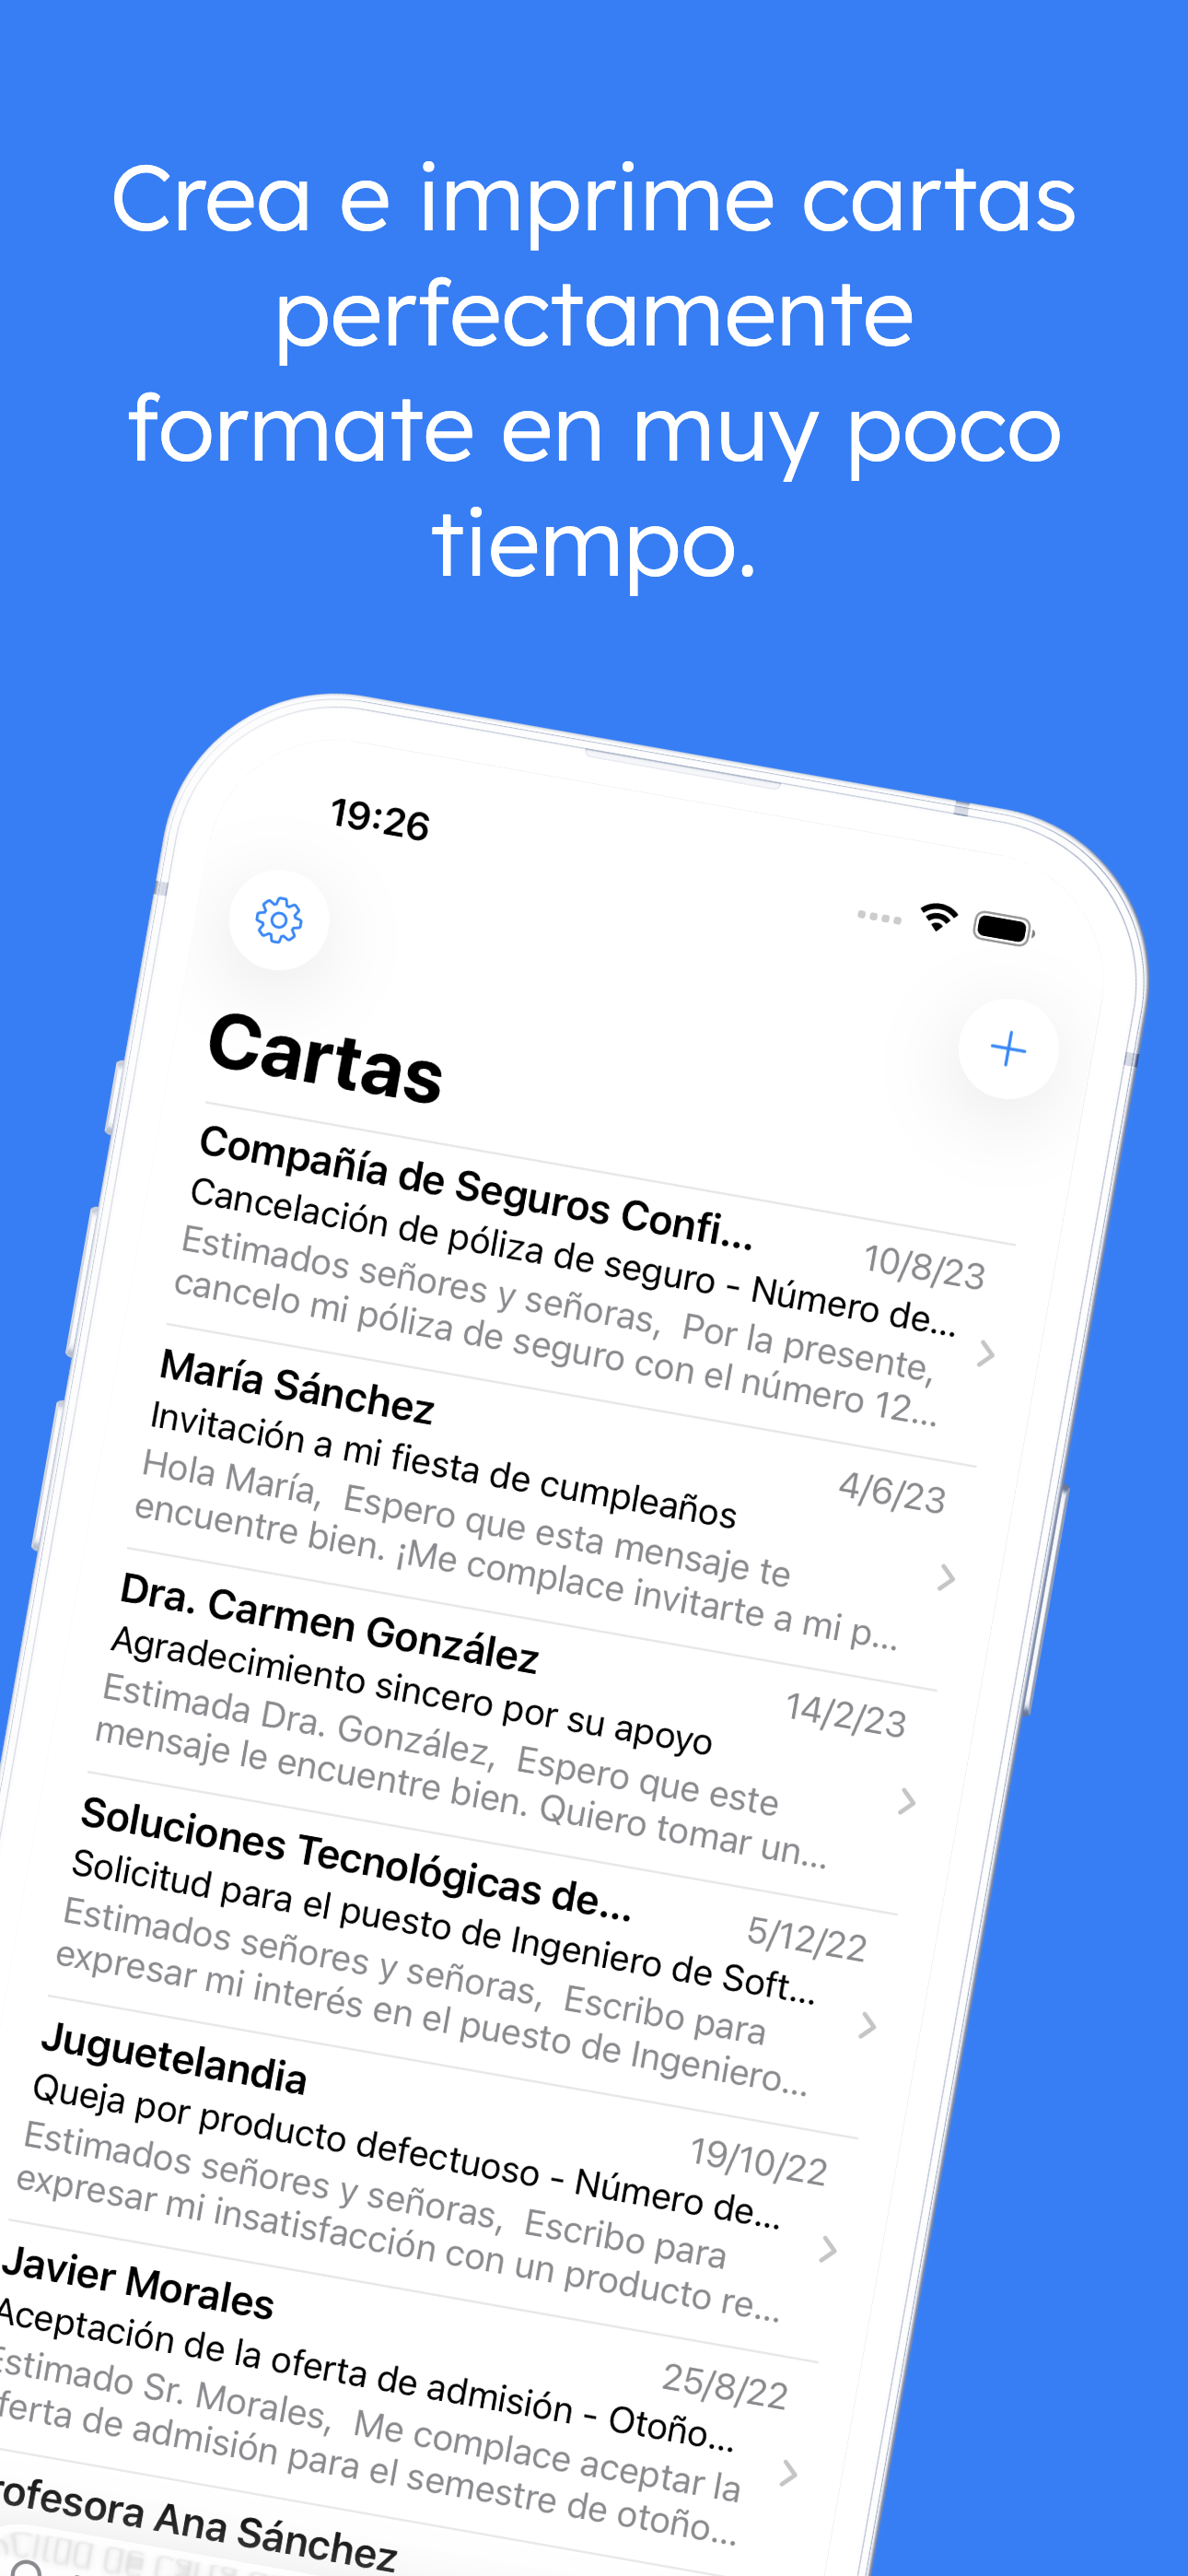 Crea e imprime cartas
perfectamente
formate en muy poco
tiempo.
19:26
Cartas
Compañía de Seguros Confi...
10/8/23
Cancelación de póliza de seguro - Número de...
Estimados señores y señoras, Por la presente,
cancelo mi póliza de seguro con el número 12...
María Sánchez
4/6/23
Invitación a mi fiesta de cumpleaños
Hola María, Espero que esta mensaje te
encuentre bien. ¡Me complace invitarte a mi p...
Dra. Carmen González
14/2/23
Agradecimiento sincero por su apoyo
Estimada Dra. González, Espero que este
mensaje le encuentre bien. Quiero tomar un...
Soluciones Tecnológicas de...
5/12/22
Solicitud para el puesto de Ingeniero de Soft...
Estimados señores y señoras, Escribo para
expresar mi interés en el puesto de Ingeniero...
Juguetelandia
19/10/22
Queja por producto defectuoso - Número de...
Estimados señores y señoras, Escribo para
expresar mi insatisfacción con un producto re...
Javier Morales
25/8/22
Aceptación de la oferta de admisión - Otoño...
Estimado Sr. Morales, Me complace aceptar la
ferta de admisión para el semestre de otoño...
rofesora Ana Sánchez